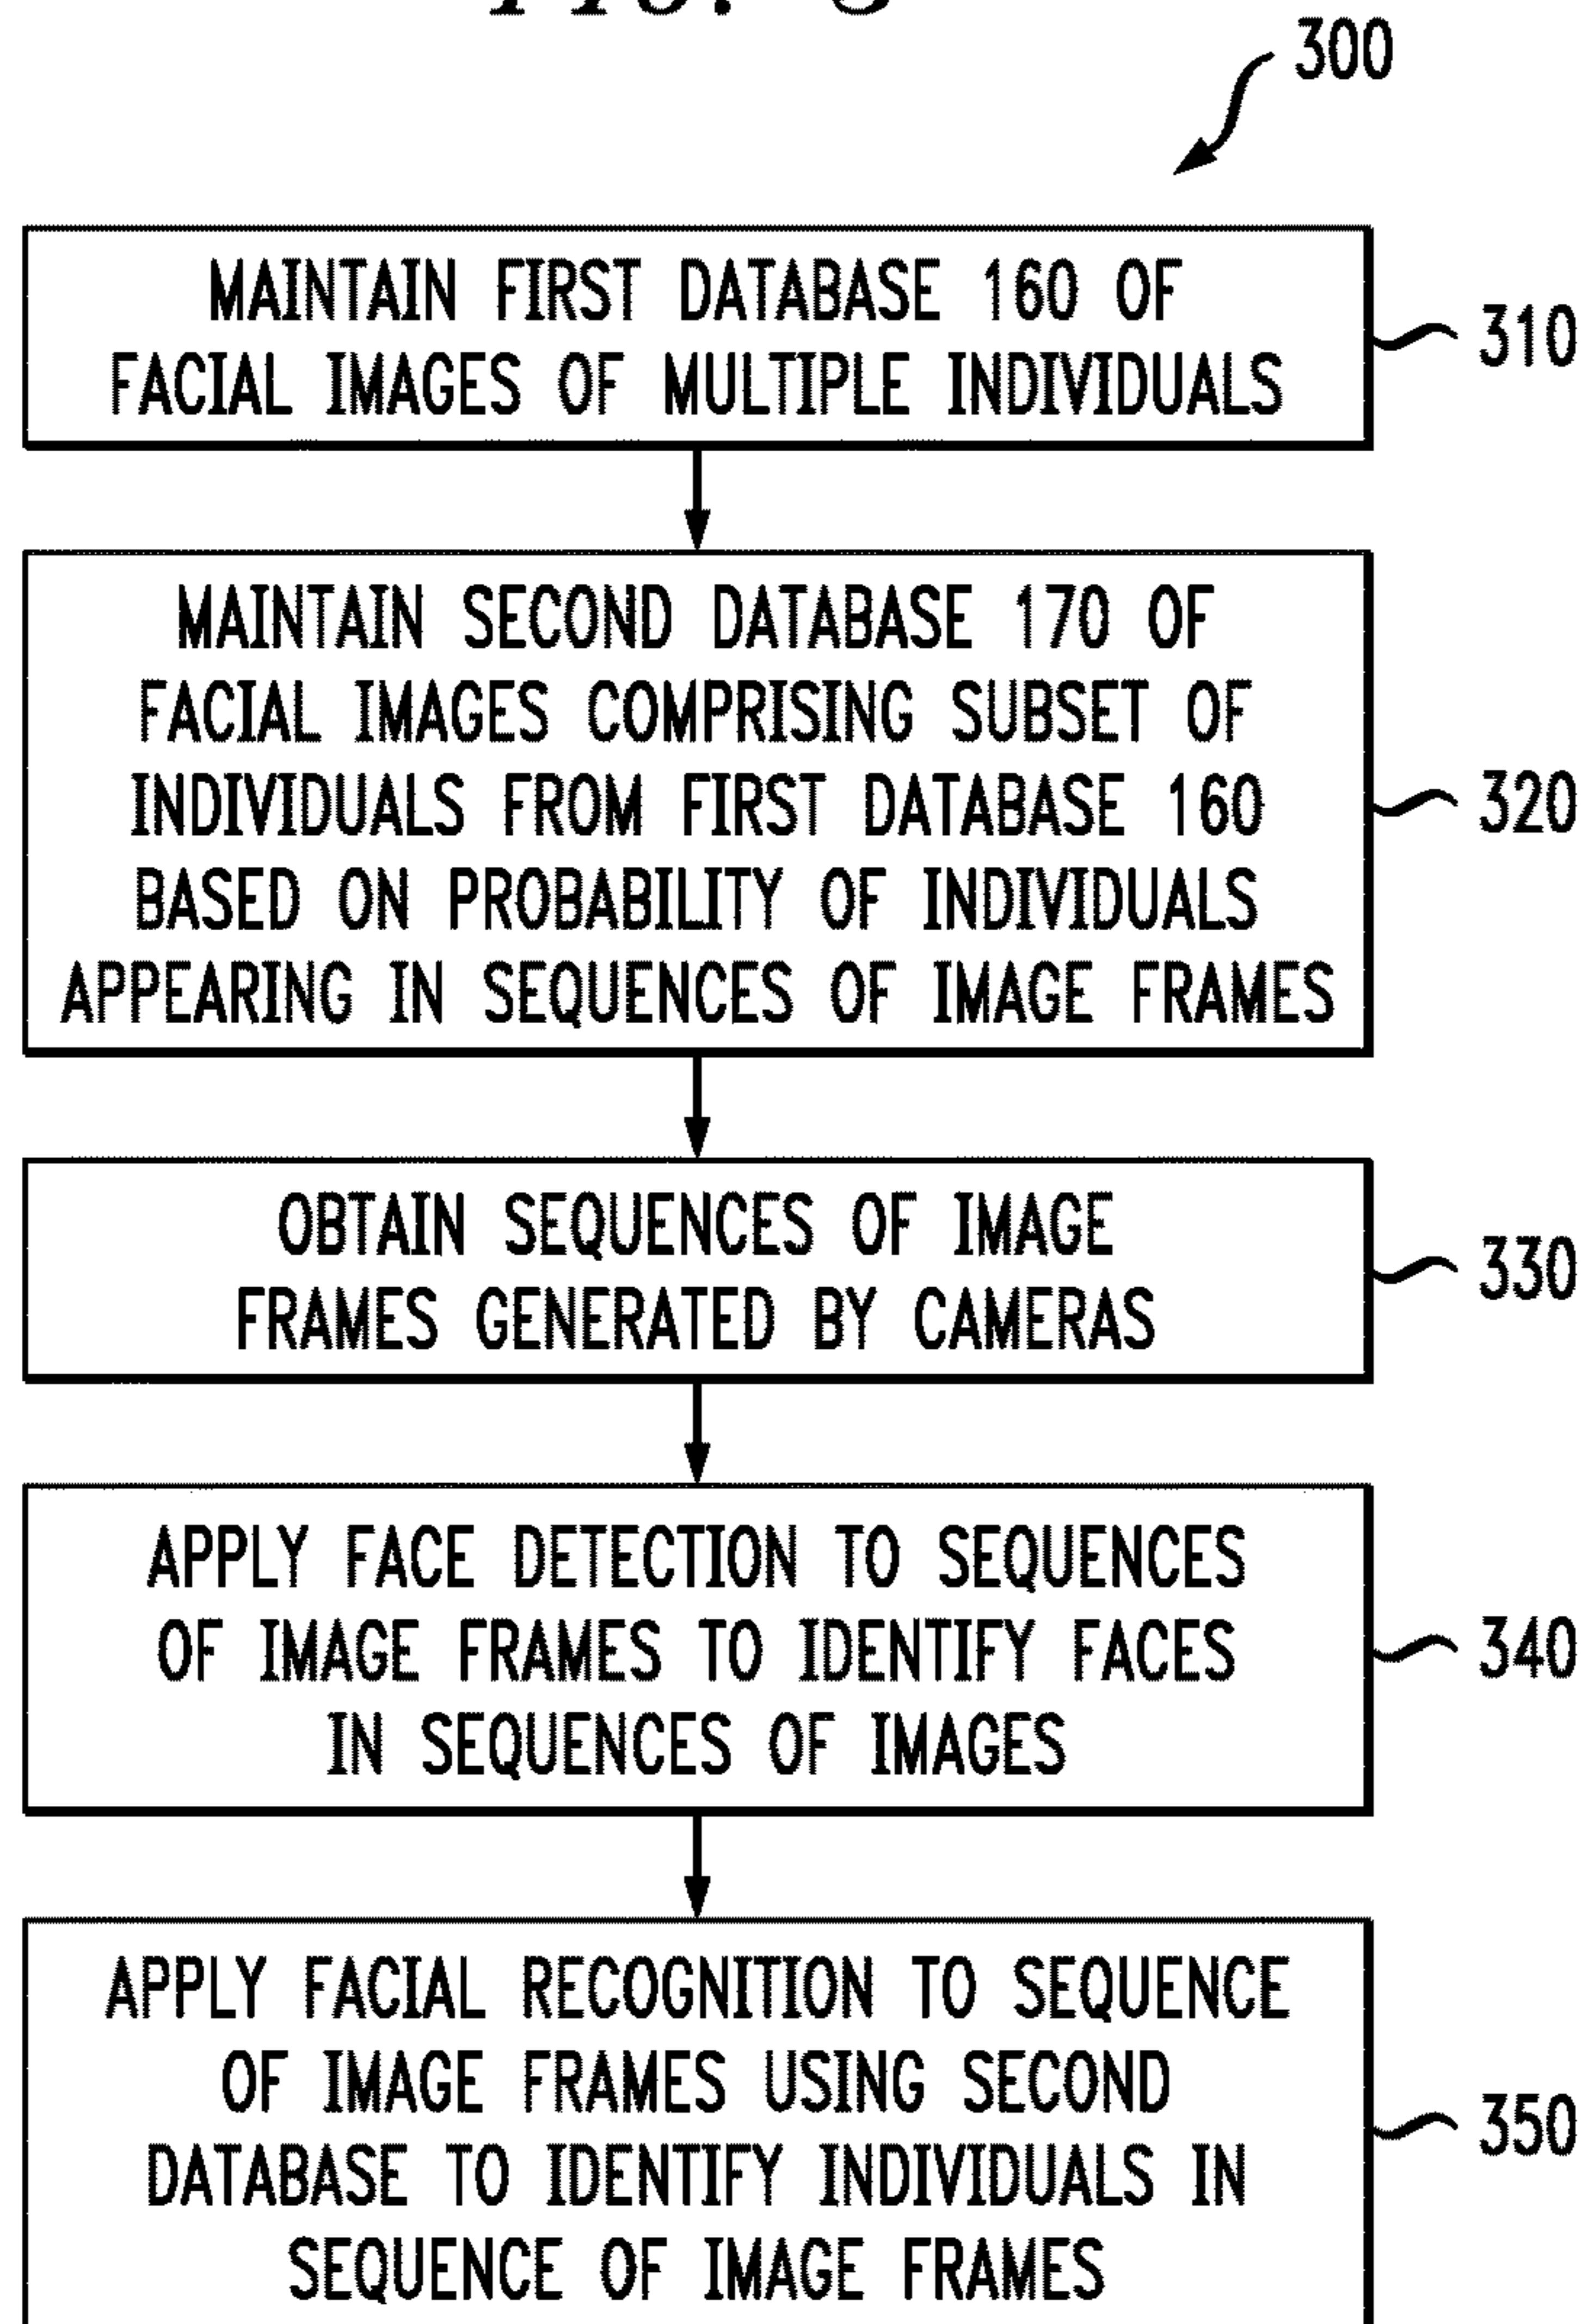 300
MAINTAIN FIRST DATABASE 160 OF
FACIAL IMAGES OF MULTIPLE INDIVIDUALS
310
MAINTAIN SECOND DATABASE 170 OF
FACIAL IMAGES COMPRISING SUBSET OF
INDIVIDUALS FROM FIRST DATABASE 160
BASED ON PROBABILITY OF INDIVIDUALS
APPEARING IN SEQUENCES OF IMAGE FRAMES
320
OBTAIN SEQUENCES OF IMAGE
FRAMES GENERATED BY CAMERAS
330
APPLY FACE DETECTION TO SEQUENCES
OF IMAGE FRAMES TO IDENTIFY FACES
IN SEQUENCES OF IMAGES
340
APPLY FACIAL RECOGNITION TO SEQUENCE
OF IMAGE FRAMES USING SECOND
DATABASE TO IDENTIFY INDIVIDUALS IN
SEQUENCE OF IMAGE FRAMES
350